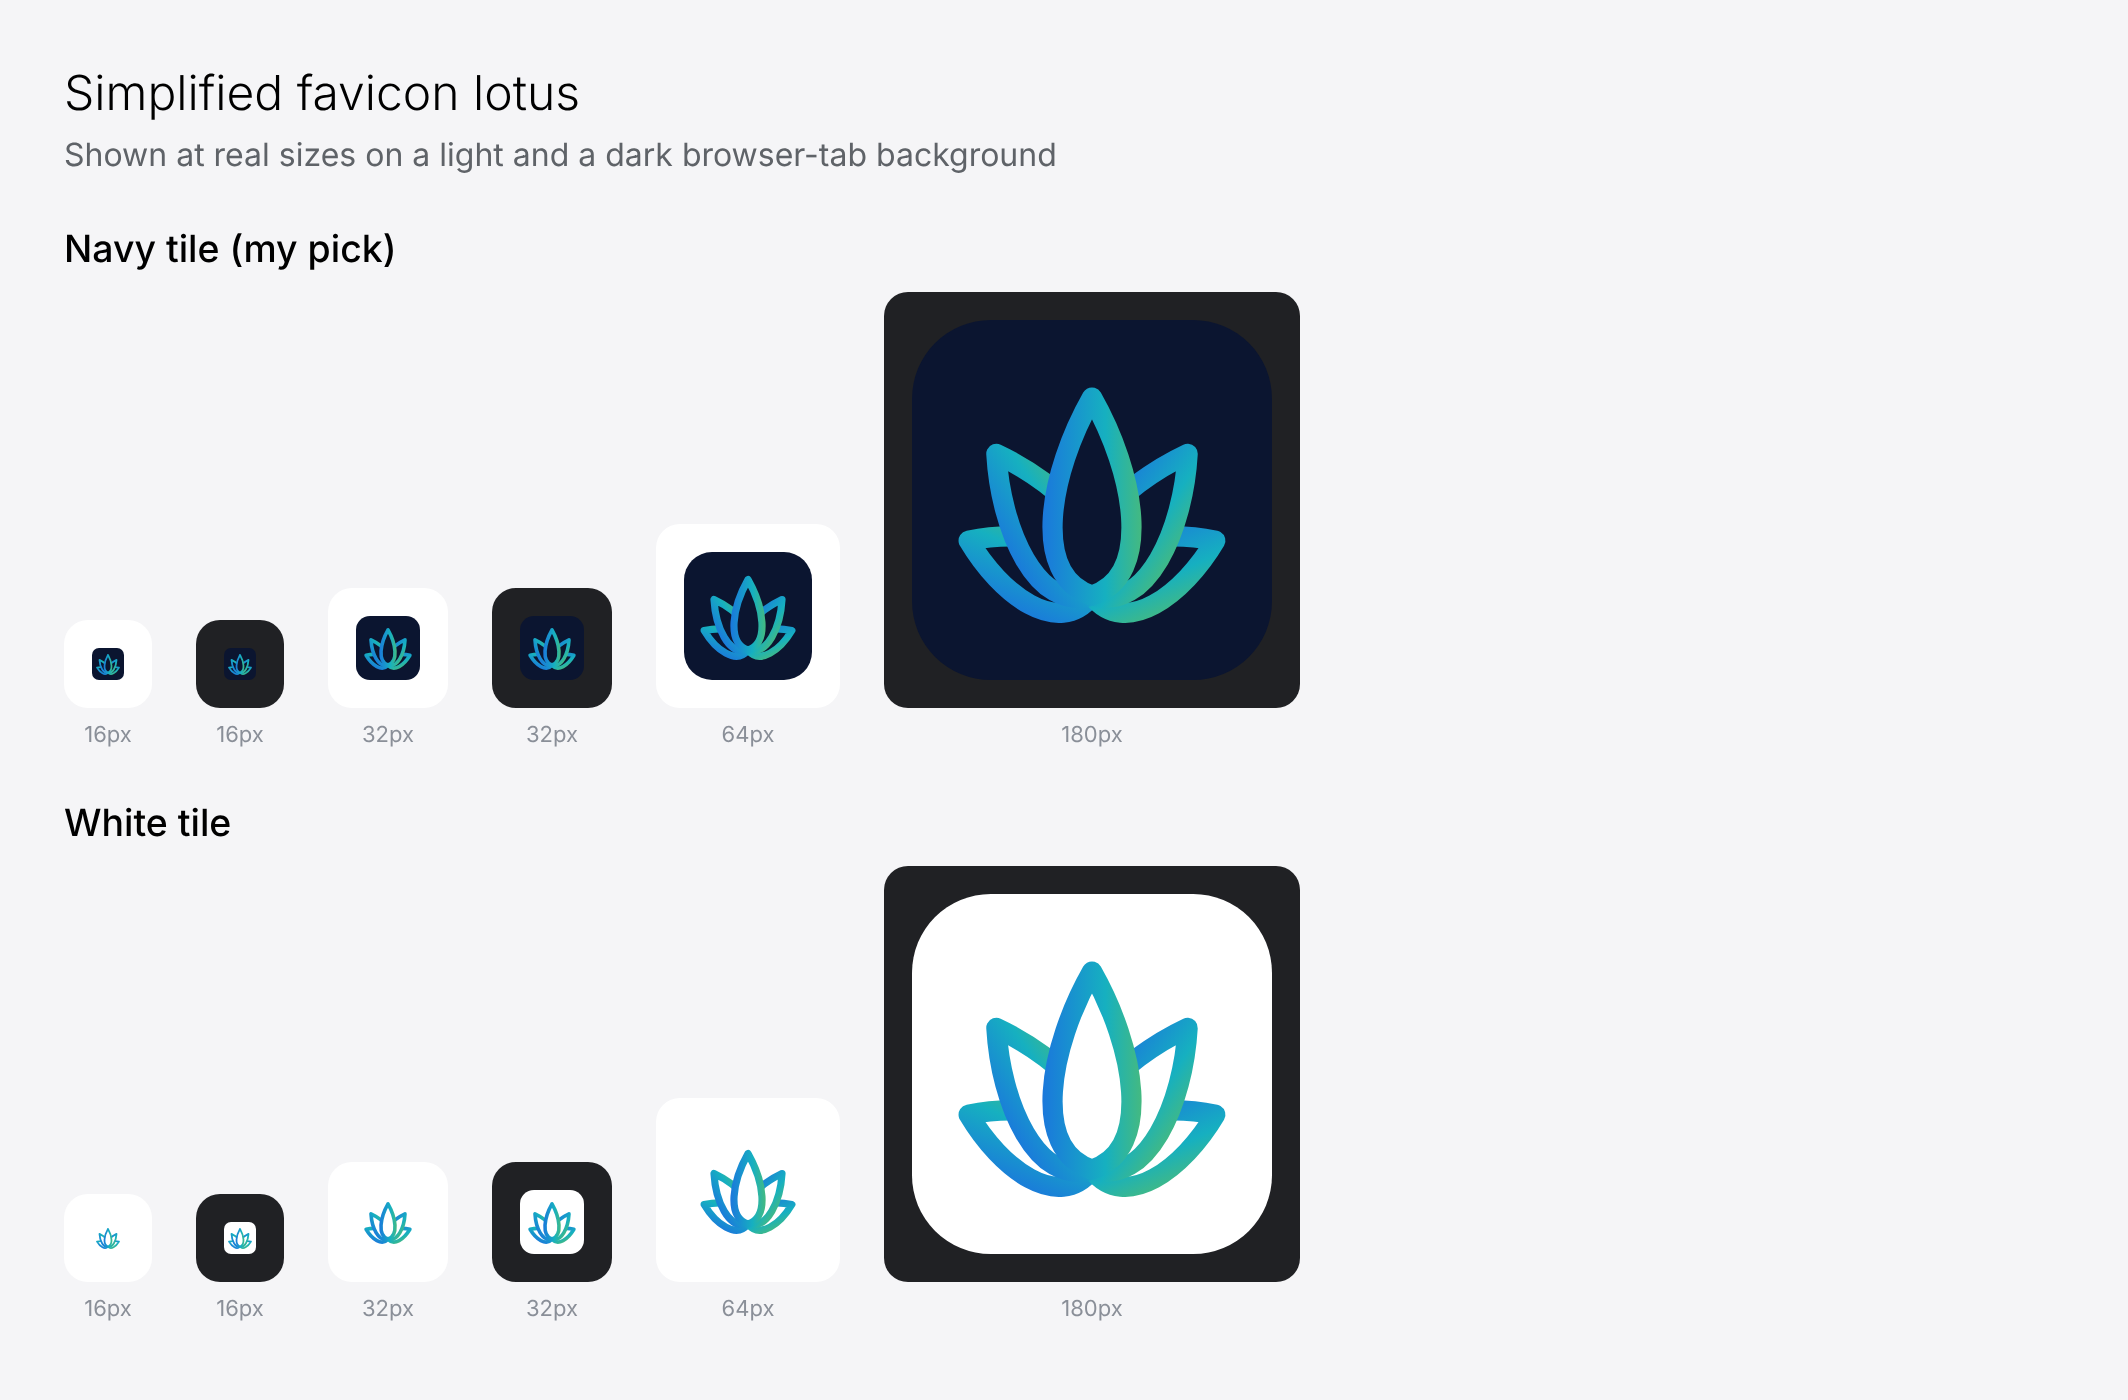 Simplified favicon lotus
Shown at real sizes on a light and a dark browser-tab background
Navy tile (my pick)
16px 16px 32px 32px 64px 180px
White tile
16px 16px 32px 32px 64px 180px